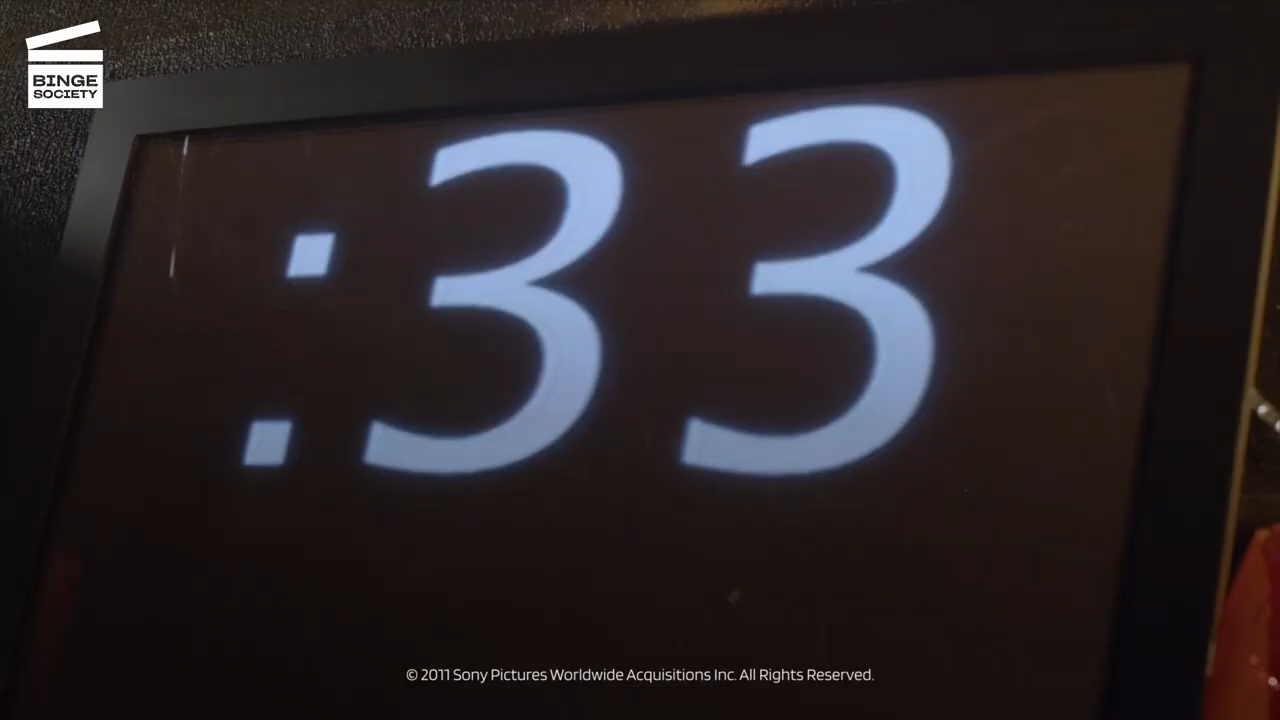 BINGE
SOCIETY
:33
© 2011 Sony Pictures Worldwide Acquisitions Inc. All Rights Reserved.